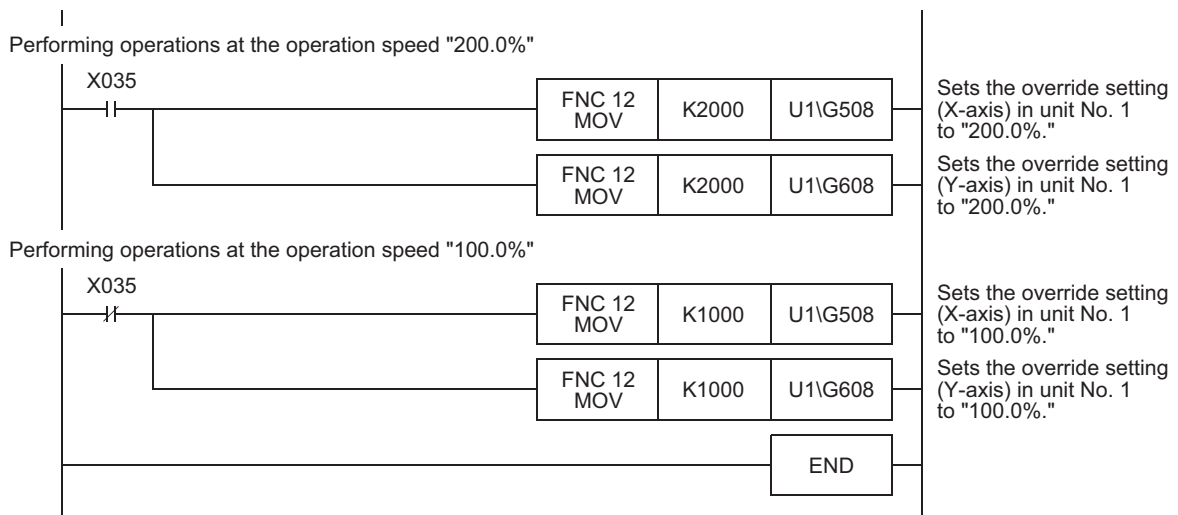 Performing operations at the operation speed "200.0%"
X035
FNC 12
MOV
K2000
U1\G508
Sets the override setting
(X-axis) in unit No. 1
to "200.0%."
FNC 12
MOV
K2000
U1\G608
Sets the override setting
(Y-axis) in unit No. 1
to "200.0%."
Performing operations at the operation speed "100.0%"
X035
FNC 12
MOV
K1000
U1\G508
Sets the override setting
(X-axis) in unit No. 1
to "100.0%."
FNC 12
MOV
K1000
U1\G608
Sets the override setting
(Y-axis) in unit No. 1
to "100.0%."
END